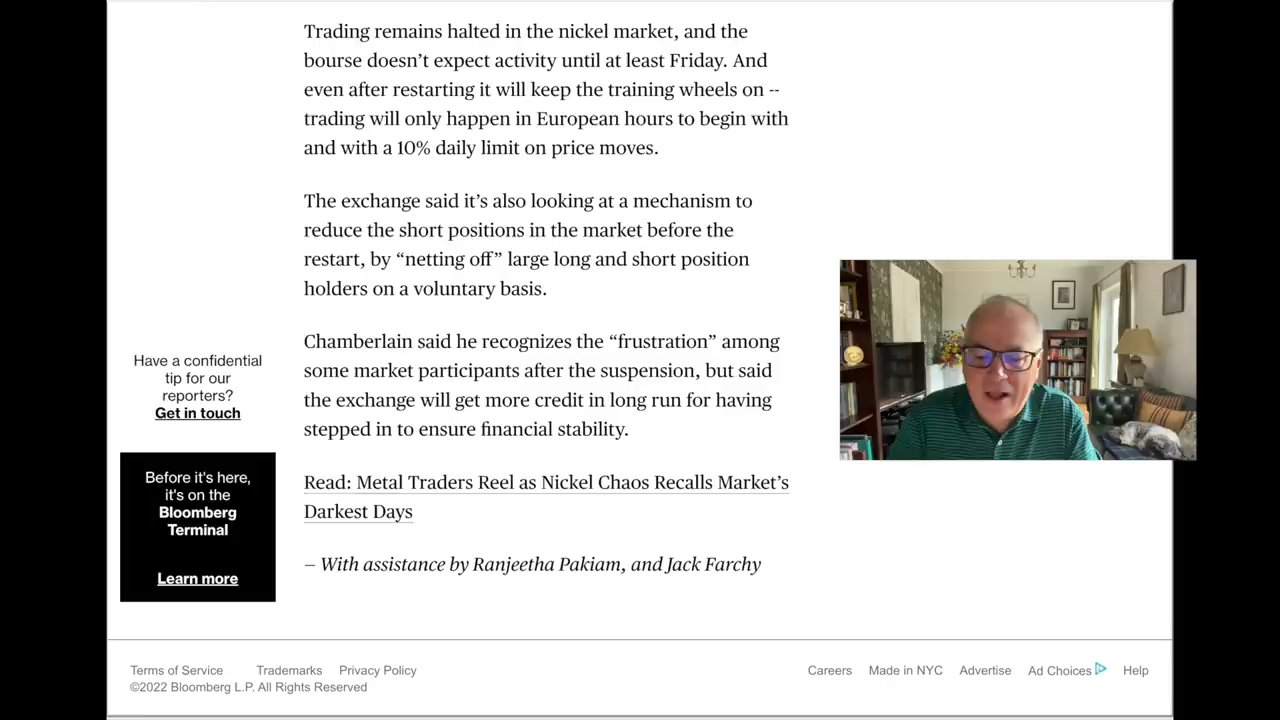 Trading remains halted in the nickel market, and the
bourse doesn’t expect activity until at least Friday. And
even after restarting it will keep the training wheels on --
trading will only happen in European hours to begin with
and with a 10% daily limit on price moves.
The exchange said it’s also looking at a mechanism to
reduce the short positions in the market before the
restart, by “netting off” large long and short position
holders on a voluntary basis.
Chamberlain said he recognizes the “frustration” among
some market participants after the suspension, but said
the exchange will get more credit in long run for having
stepped in to ensure financial stability.
Read: Metal Traders Reel as Nickel Chaos Recalls Market’s
Darkest Days
– With assistance by Ranjeetha Pakiam, and Jack Farchy
Have a confidential
tip for our
reporters?
Get in touch
Before it's here,
it's on the
Bloomberg
Terminal
Learn more
Terms of Service Trademarks Privacy Policy
©2022 Bloomberg L.P. All Rights Reserved
Careers Made in NYC Advertise Ad Choices Help